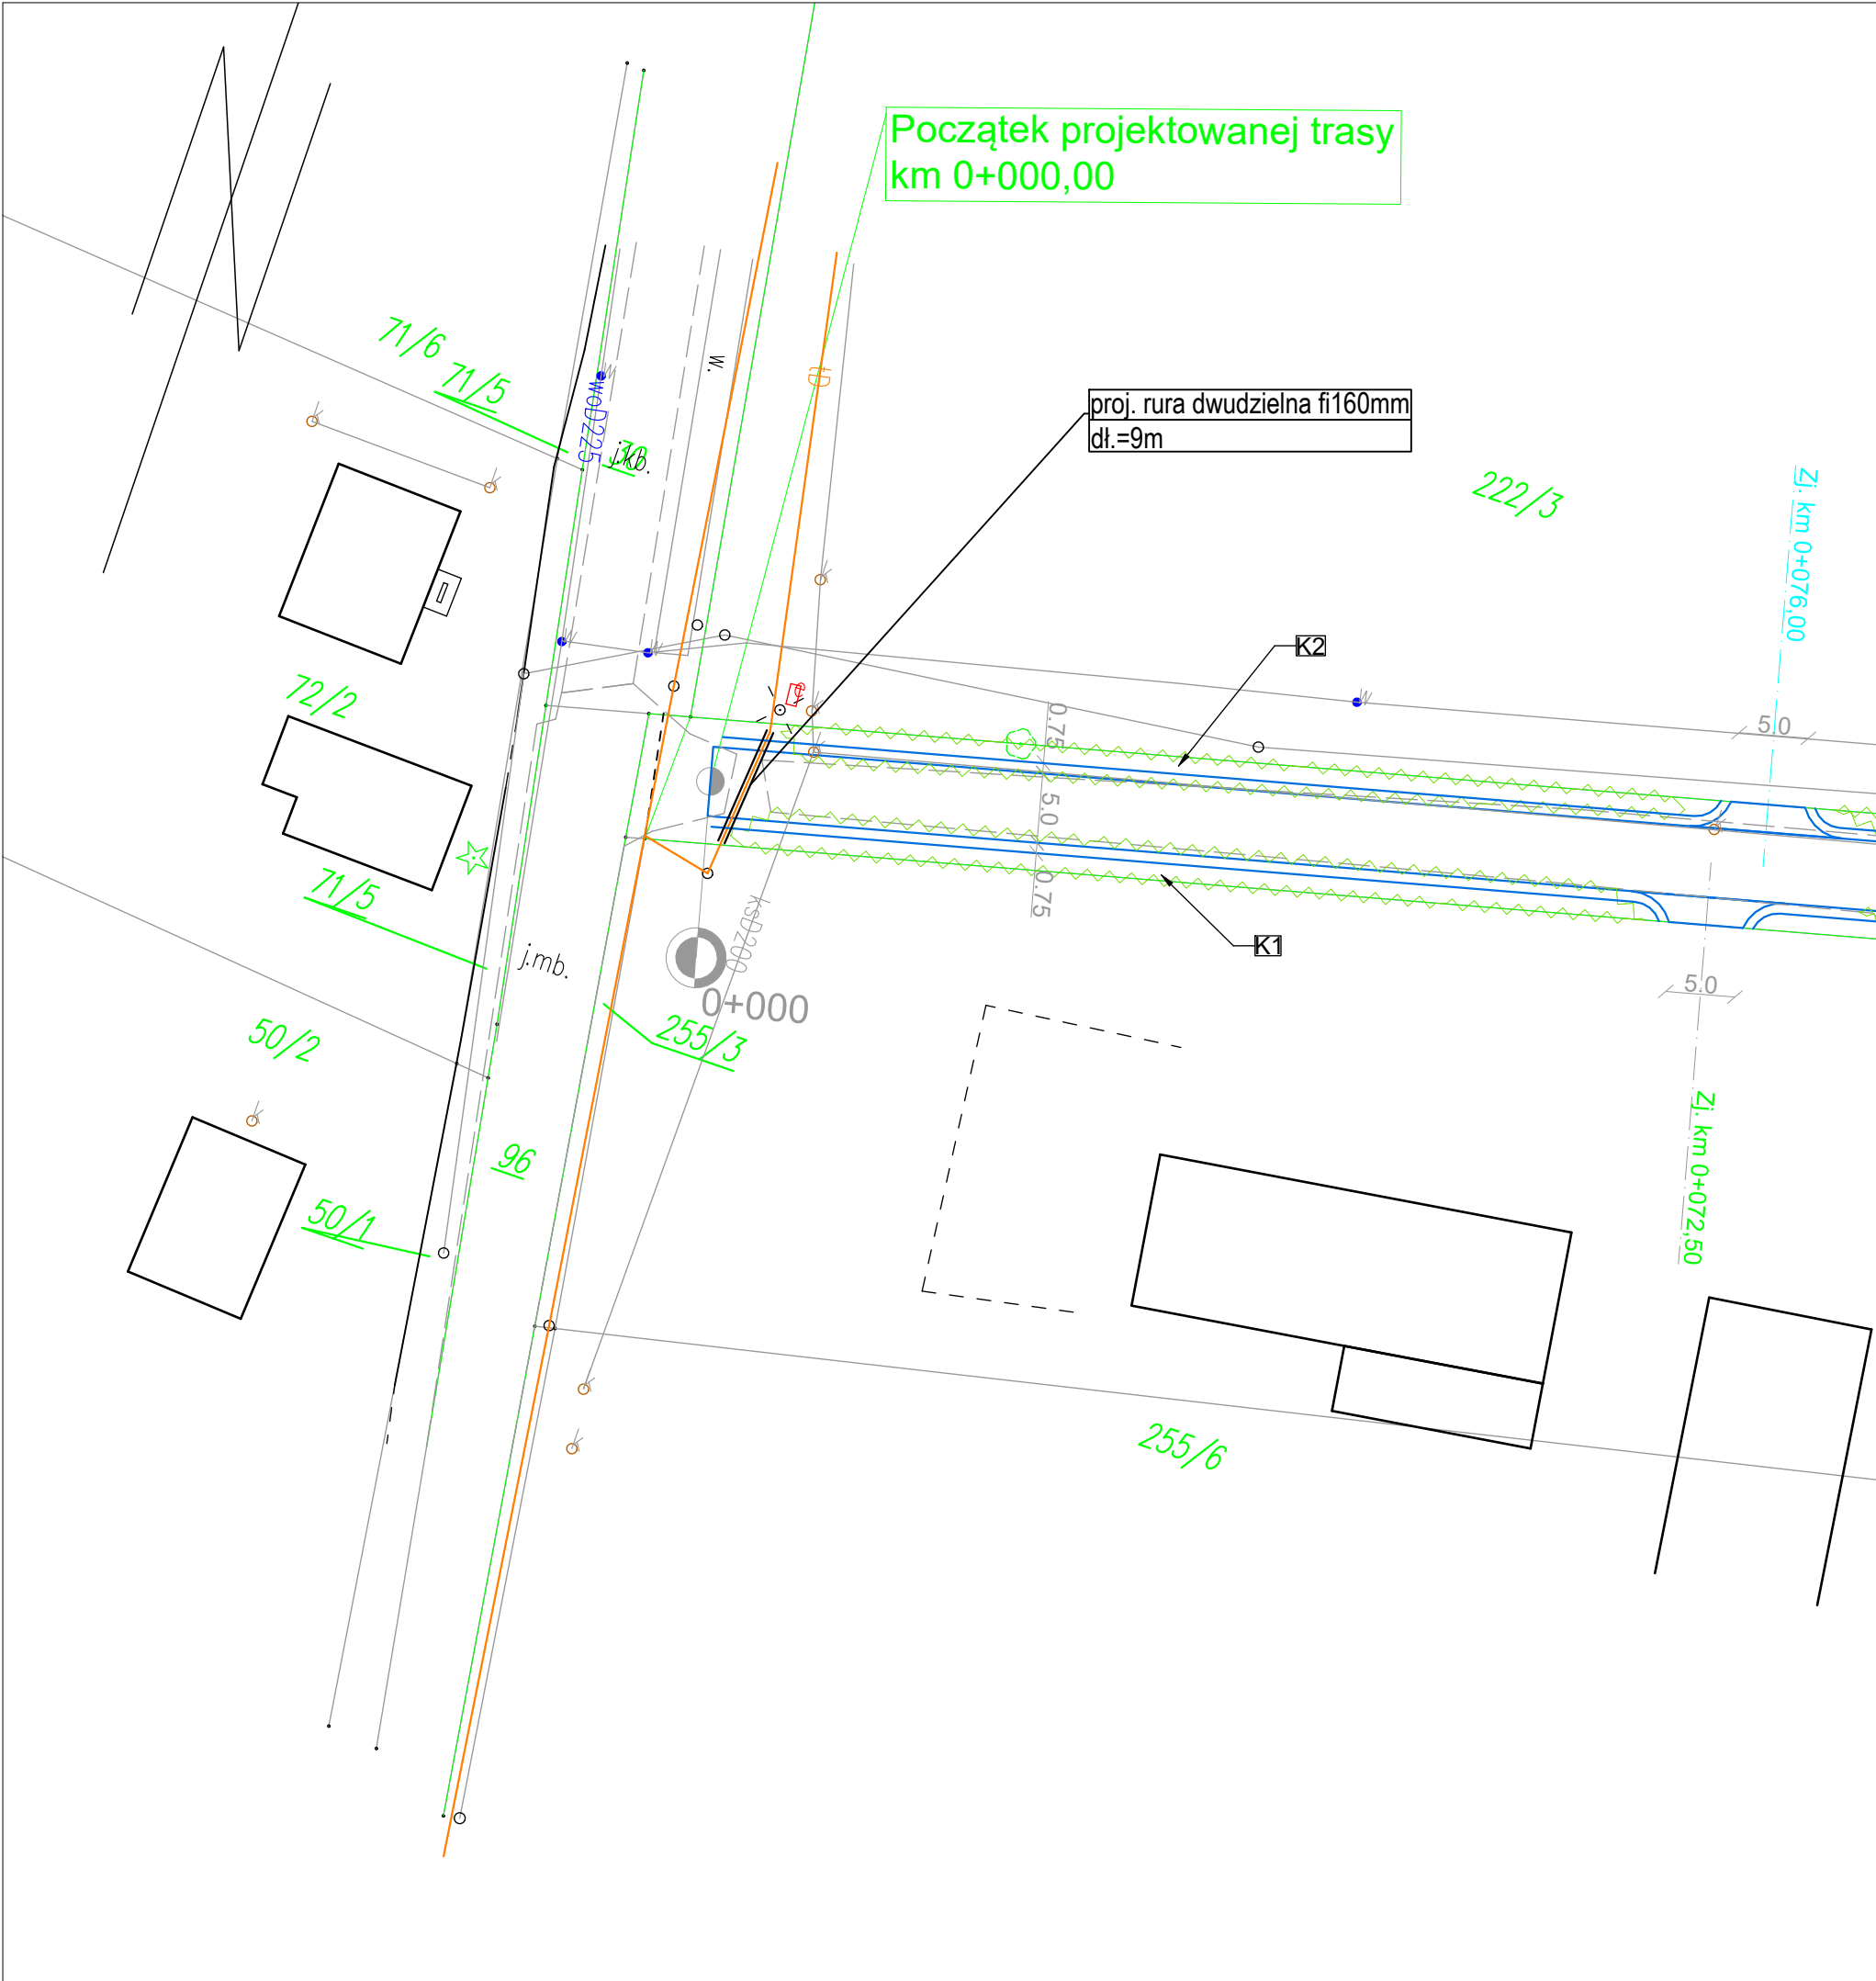 Początek projektowanej trasy
km 0+000,00
71/6
71/5
w.
tD
woD225
j.kb.
proj. rura dwudzielna fi160mm
dł.=9m
222/3
Zj. km 0+076,00
K2
72/2
0.75
5.0
5.0
0.75
71/5
j.mb.
ksD200
K1
0+000
5.0
50/2
255/3
96
50/1
Zj. km 0+072,50
255/6